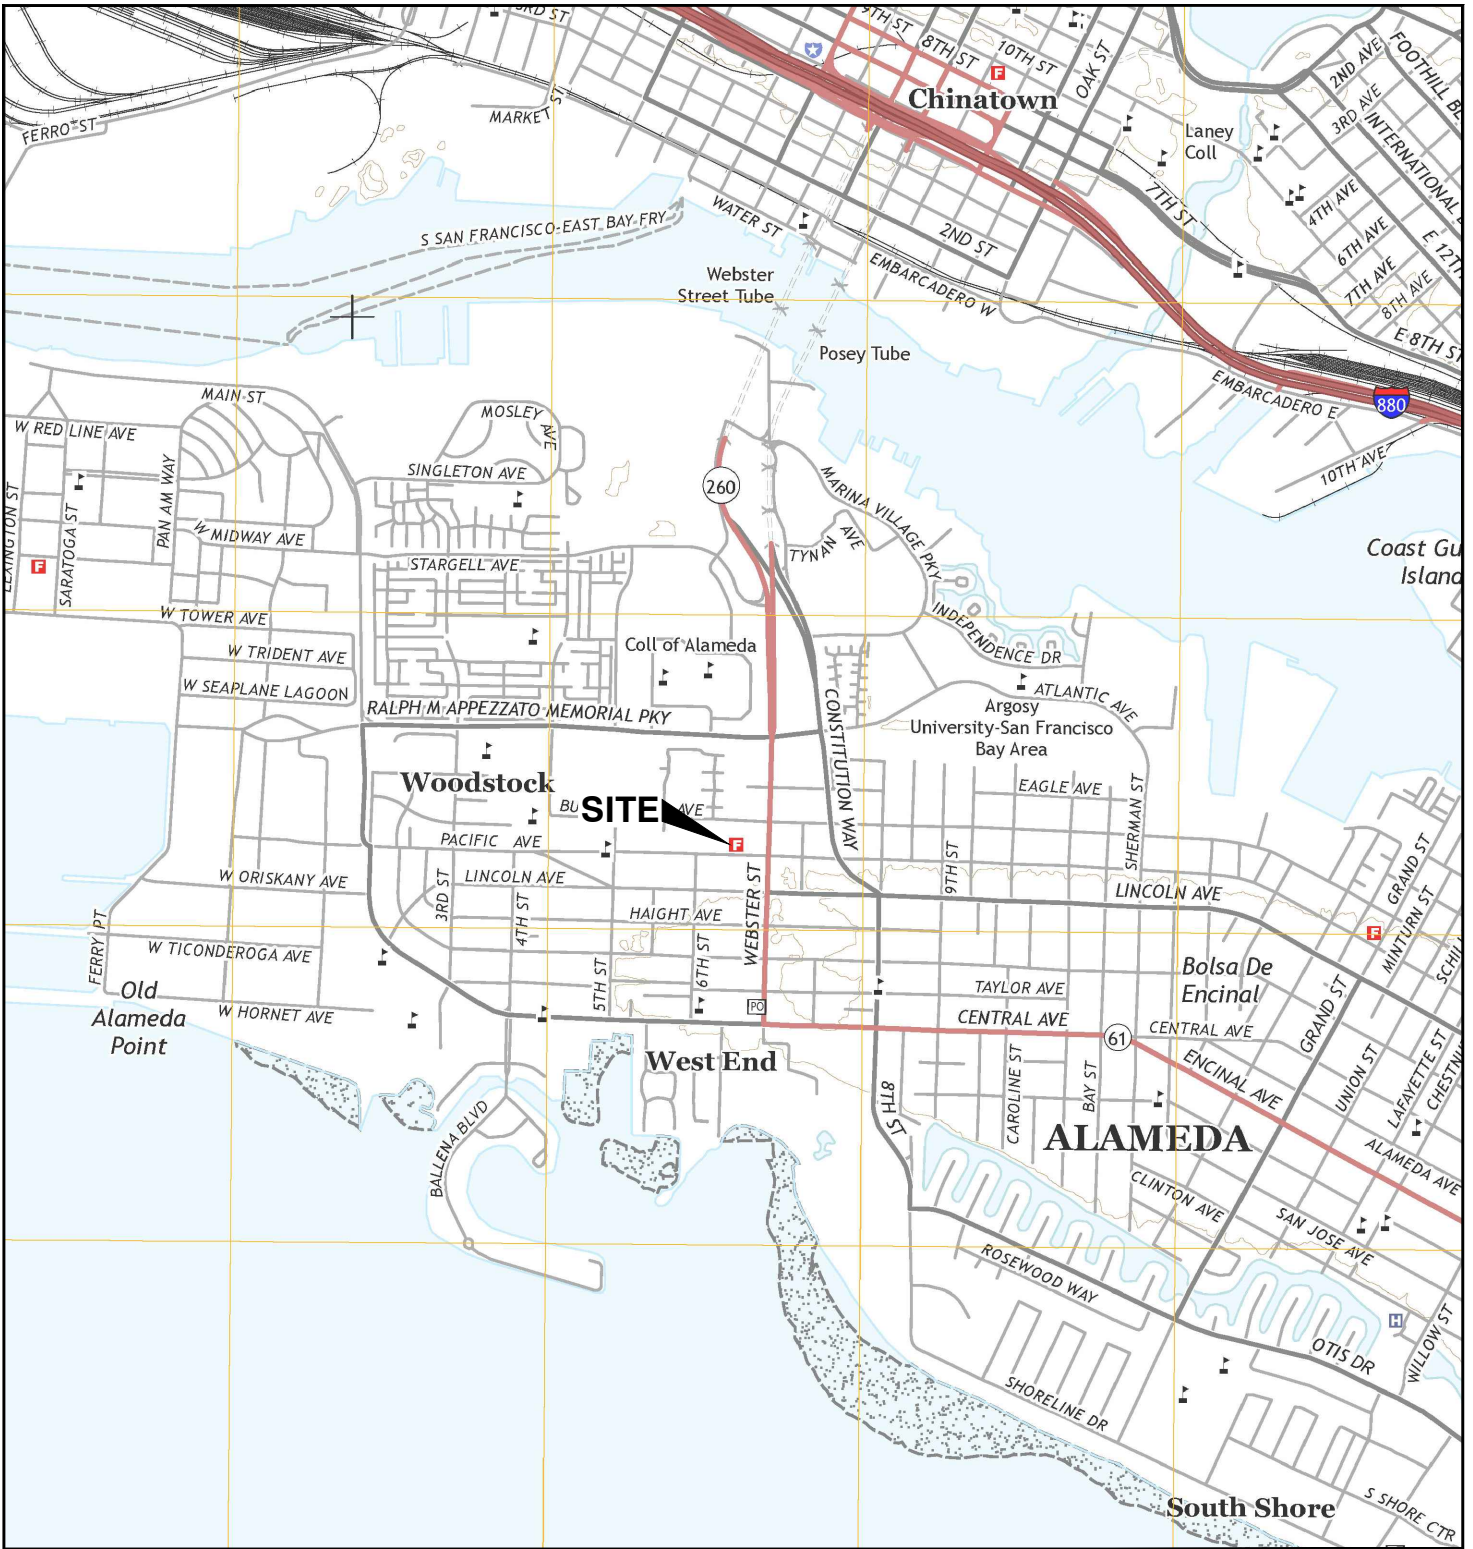 3RD ST
9TH ST
8TH ST
10TH ST
OAK ST
2ND AVE
FOOTHILL BL
F
Chinatown
3RD AVE
INTERNATIONAL
MARKET ST
FERRO ST
Laney
Coll
7TH ST
4TH AVE
S SAN FRANCISCO-EAST BAY FRY
WATER ST
2ND ST
6TH AVE
E 12TH
7TH AVE
8TH AVE
EMBARCADERO W
Webster
Street Tube
Posey Tube
E 8TH ST
EMBARCADERO E
880
MAIN ST
MOSLEY
AVE
W RED LINE AVE
10TH AVE
SINGLETON AVE
260
MARINA VILLAGE PKY
PAN AM WAY
LEXINGTON ST
SARATOGA ST
W MIDWAY AVE
TYNAN
AVE
STARGELL AVE
F
Coast Gu
Island
W TOWER AVE
INDEPENDENCE DR
W TRIDENT AVE
Coll of Alameda
W SEAPLANE LAGOON
ATLANTIC AVE
RALPH M APPEZZATO MEMORIAL PKY
CONSTITUTION WAY
Argosy
University-San Francisco
Bay Area
Woodstock
EAGLE AVE
SHERMAN ST
BU
SITE
AVE
PACIFIC AVE
F
GRAND ST
W ORISKANY AVE
LINCOLN AVE
9TH ST
LINCOLN AVE
3RD ST
4TH ST
HAIGHT AVE
WEBSTER ST
MINTURN ST
F
W TICONDEROGA AVE
FERRY PT
6TH ST
5TH ST
Bolsa De
Encinal
SCHIL
Old
Alameda
Point
TAYLOR AVE
GRAND ST
W HORNET AVE
PO
CENTRAL AVE
61
CENTRAL AVE
West End
ENCINAL AVE
UNION ST
LAFAYETTE ST
CHESTNU
CAROLINE ST
BAY ST
8TH ST
BALLENA BLVD
ALAMEDA
ALAMEDA AVE
CLINTON AVE
SAN JOSE AVE
ROSEWOOD WAY
H
WILLOW ST
OTIS DR
SHORELINE DR
South Shore
S SHORE CTR